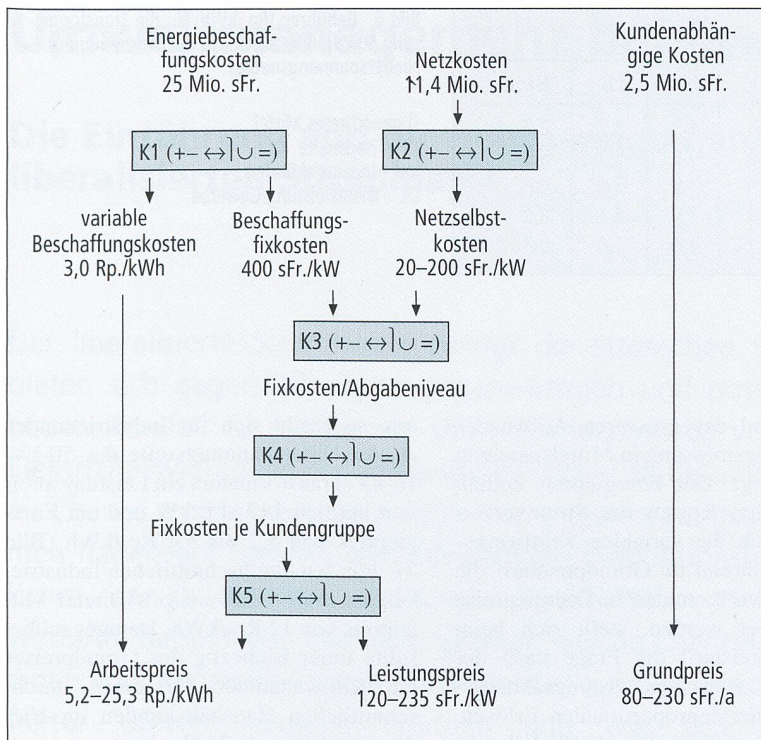 Energiebeschaf-
fungskosten
25 Mio. sFr.
Netzkosten
11,4 Mio. sFr.
Kundenabhän-
gige Kosten
2,5 Mio. sFr.
K1 (+− ↔⌉∪=)
K2 (+− ↔⌉∪=)
variable
Beschaffungskosten
3,0 Rp./kWh
Beschaffungs-
fixkosten
400 sFr./kW
Netzselbst-
kosten
20–200 sFr./kW
K3 (+− ↔⌉∪=)
Fixkosten/Abgabeniveau
K4 (+− ↔⌉∪=)
Fixkosten je Kundengruppe
K5 (+− ↔⌉∪=)
Arbeitspreis
5,2–25,3 Rp./kWh
Leistungspreis
120–235 sFr./kW
Grundpreis
80–230 sFr./a